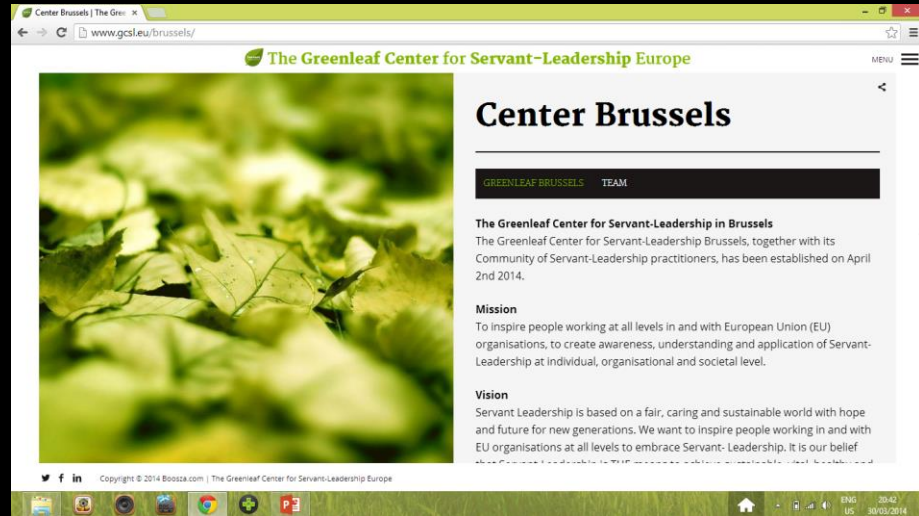 Center Brussels | The Gree
www.gcsl.eu/brussels/
The Greenleaf Center for Servant-Leadership Europe
MENU
Center Brussels
GREENLEAF BRUSSELS TEAM
The Greenleaf Center for Servant-Leadership in Brussels
The Greenleaf Center for Servant-Leadership Brussels, together with its
Community of Servant-Leadership practitioners, has been established on April
2nd 2014.
Mission
To inspire people working at all levels in and with European Union (EU)
organisations, to create awareness, understanding and application of Servant-
Leadership at individual, organisational and societal level.
Vision
Servant Leadership is based on a fair, caring and sustainable world with hope
and future for new generations. We want to inspire people working in and with
EU organisations at all levels to embrace Servant- Leadership. It is our belief
Copyright © 2014 Boosza.com | The Greenleaf Center for Servant-Leadership Europe
ENG 20:42
US 30/03/2014